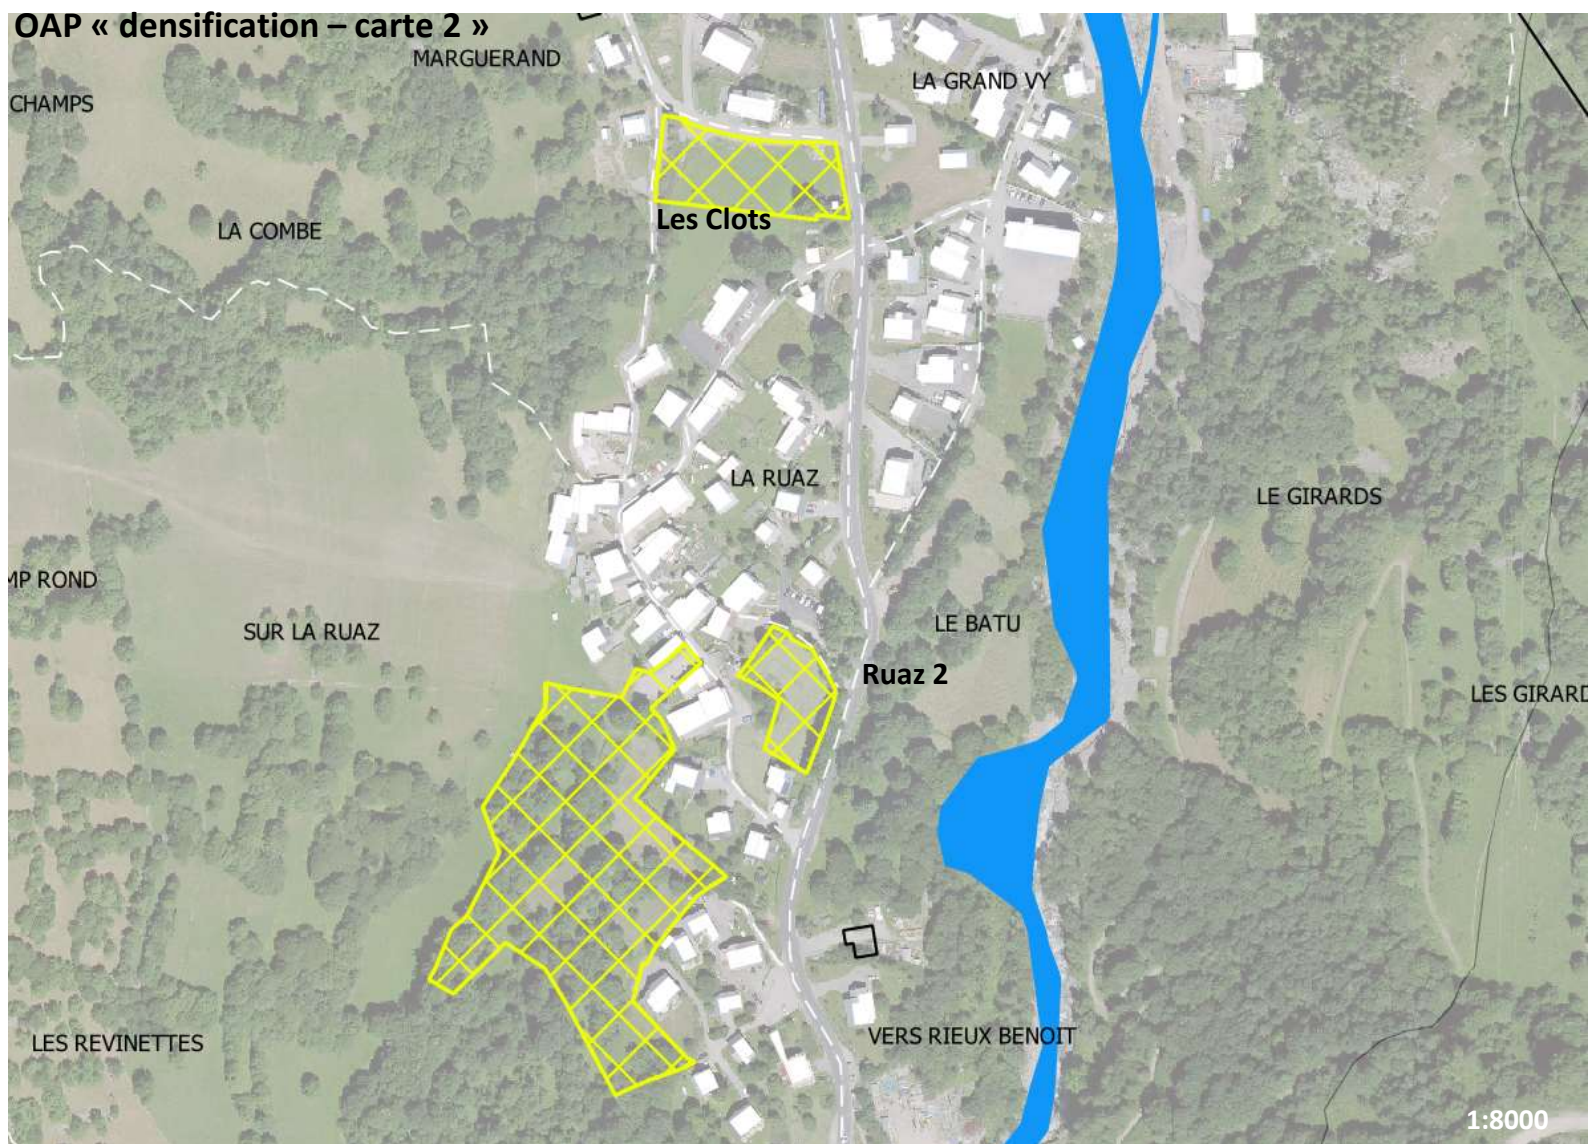 OAP « densification – carte 2 »
MARGUERAND
LA GRAND VY
CHAMPS
Les Clots
LA COMBE
LA RUAZ
LE GIRARDS
MP ROND
SUR LA RUAZ
LE BATU
Ruaz 2
LES GIRARD
LES REVINETTES
VERS RIEUX BENOIT
1:8000